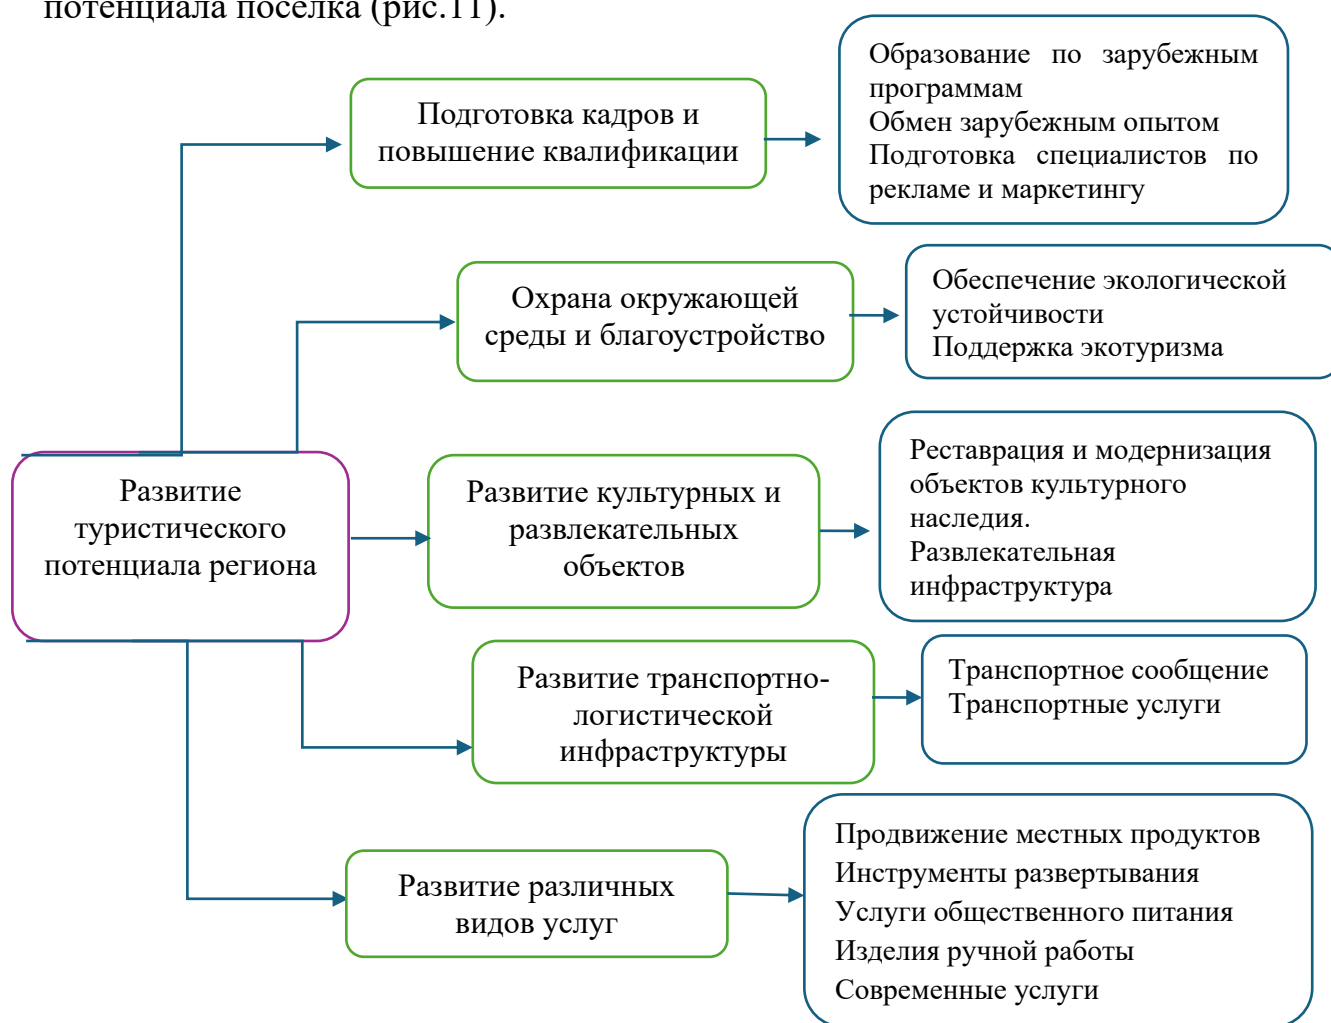 потенциала поселка (рис.11).
Подготовка кадров и
повышение квалификации
Образование по зарубежным
программам
Обмен зарубежным опытом
Подготовка специалистов по
рекламе и маркетингу
Охрана окружающей
среды и благоустройство
Обеспечение экологической
устойчивости
Поддержка экотуризма
Развитие
туристического
потенциала региона
Развитие культурных и
развлекательных
объектов
Реставрация и модернизация
объектов культурного
наследия.
Развлекательная
инфраструктура
Развитие транспортно-
логистической
инфраструктуры
Транспортное сообщение
Транспортные услуги
Развитие различных
видов услуг
Продвижение местных продуктов
Инструменты развертывания
Услуги общественного питания
Изделия ручной работы
Современные услуги